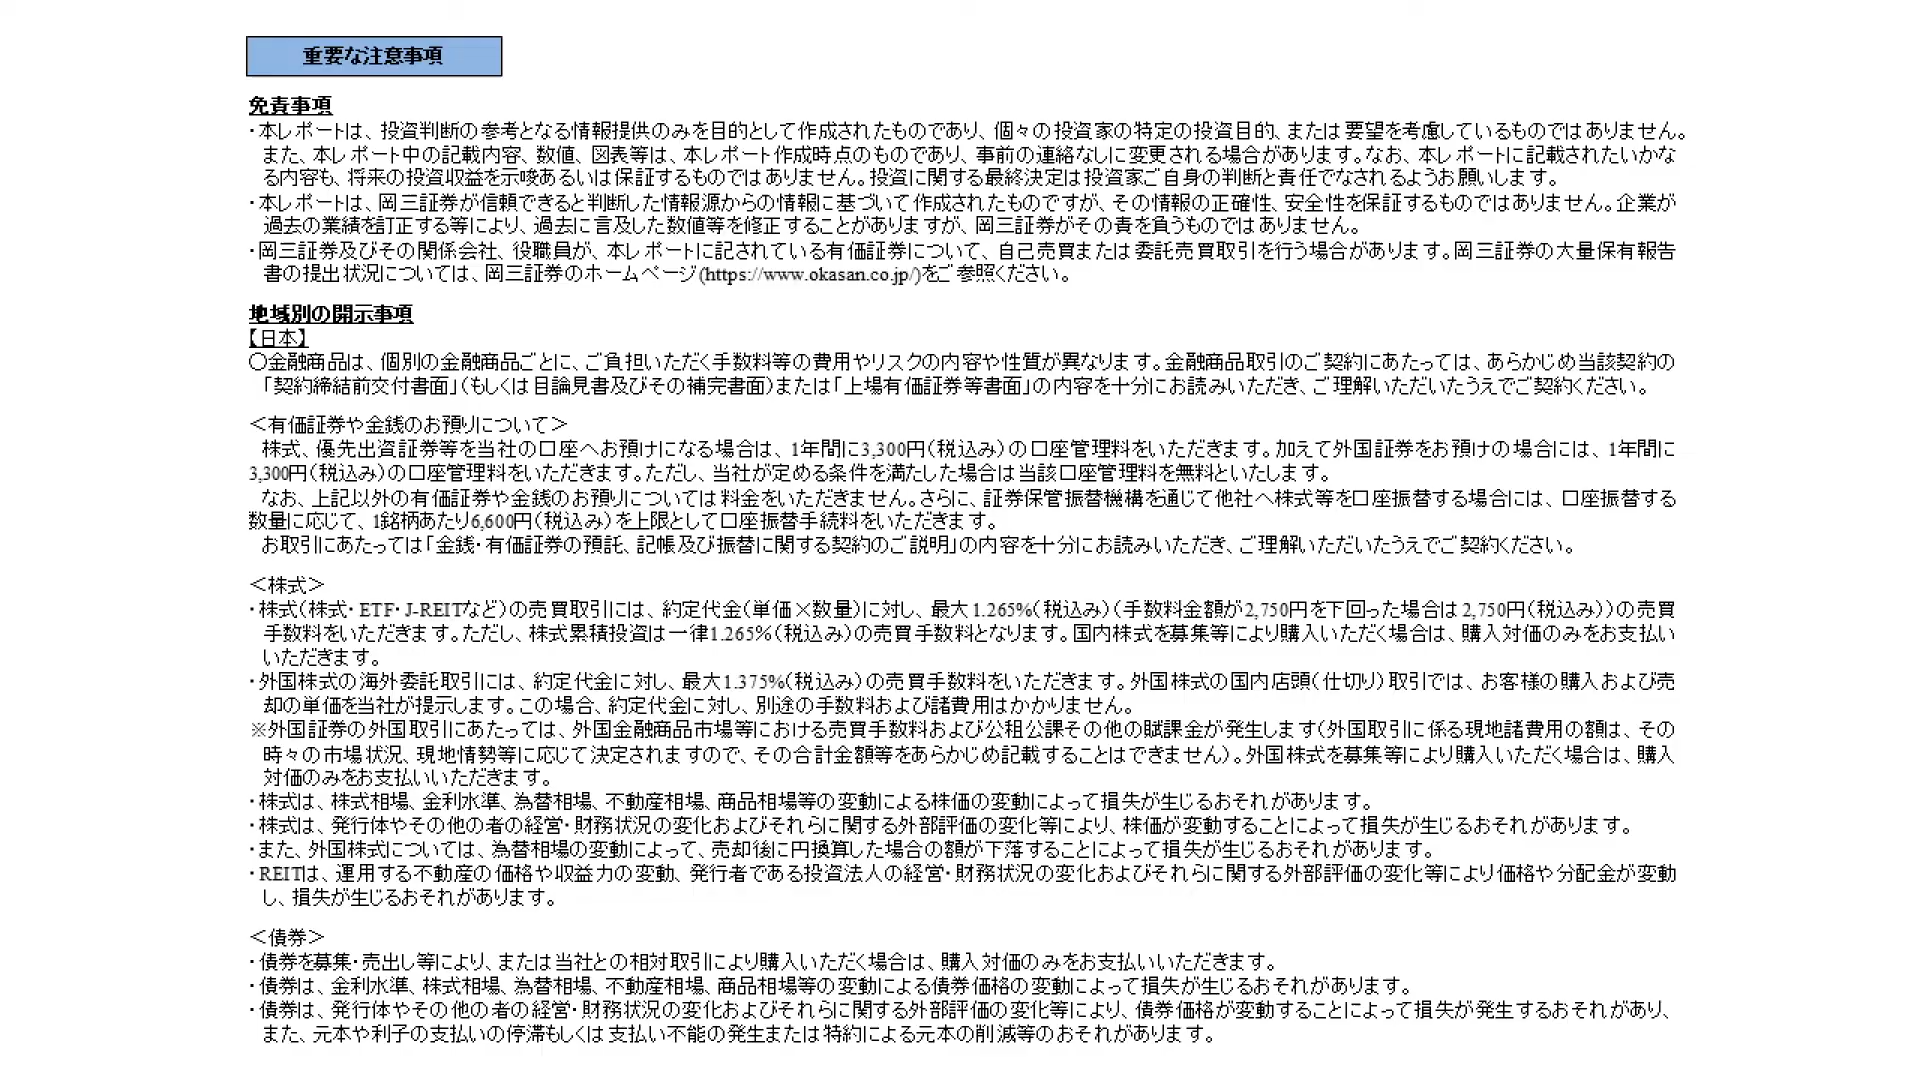 重要な注意事項
免責事項
・本レポートは、投資判断の参考となる情報提供のみを目的として作成されたものであり、個々の投資家の特定の投資目的、または要望を考慮しているものではありません。
また、本レポート中の記載内容、数値、図表等は、本レポート作成時点のものであり、事前の連絡なしに変更される場合があります。なお、本レポートに記載されたいかな
る内容も、将来の投資収益を示唆あるいは保証するものではありません。投資に関する最終決定は投資家ご自身の判断と責任でなされるようお願いします。
・本レポートは、岡三証券が信頼できると判断した情報源からの情報に基づいて作成されたものですが、その情報の正確性、安全性を保証するものではありません。企業が
過去の業績を訂正する等により、過去に言及した数値等を修正することがありますが、岡三証券がその責を負うものではありません。
・岡三証券及びその関係会社、役職員が、本レポートに記されている有価証券について、自己売買または委託売買取引を行う場合があります。岡三証券の大量保有報告
書の提出状況については、岡三証券のホームページ(https://www.okasan.co.jp/)をご参照ください。
地域別の開示事項
【日本】
○金融商品は、個別の金融商品ごとに、ご負担いただく手数料等の費用やリスクの内容や性質が異なります。金融商品取引のご契約にあたっては、あらかじめ当該契約の
「契約締結前交付書面」(もしくは目論見書及びその補完書面)または「上場有価証券等書面」の内容を十分にお読みいただき、ご理解いただいたうえでご契約ください。
＜有価証券や金銭のお預りについて＞
株式、優先出資証券等を当社の口座へお預けになる場合は、1年間に3,300円(税込み)の口座管理料をいただきます。加えて外国証券をお預けの場合には、1年間に
3,300円(税込み)の口座管理料をいただきます。ただし、当社が定める条件を満たした場合は当該口座管理料を無料といたします。
なお、上記以外の有価証券や金銭のお預りについては料金をいただきません。さらに、証券保管振替機構を通じて他社へ株式等を口座振替する場合には、口座振替する
数量に応じて、1銘柄あたり6,600円(税込み)を上限として口座振替手続料をいただきます。
お取引にあたっては「金銭・有価証券の預託、記帳及び振替に関する契約のご説明」の内容を十分にお読みいただき、ご理解いただいたうえでご契約ください。
＜株式＞
・株式(株式・ETF・J-REITなど)の売買取引には、約定代金(単価×数量)に対し、最大1.265%(税込み)(手数料金額が2,750円を下回った場合は2,750円(税込み))の売買
手数料をいただきます。ただし、株式累積投資は一律1.265%(税込み)の売買手数料となります。国内株式を募集等により購入いただく場合は、購入対価のみをお支払い
いただきます。
・外国株式の海外委託取引には、約定代金に対し、最大1.375%(税込み)の売買手数料をいただきます。外国株式の国内店頭(仕切り)取引では、お客様の購入および売
却の単価を当社が提示します。この場合、約定代金に対し、別途の手数料および諸費用はかかりません。
※外国証券の外国取引にあたっては、外国金融商品市場等における売買手数料および公租公課その他の賦課金が発生します(外国取引に係る現地諸費用の額は、その
時々の市場状況、現地情勢等に応じて決定されますので、その合計金額等をあらかじめ記載することはできません)。外国株式を募集等により購入いただく場合は、購入
対価のみをお支払いいただきます。
・株式は、株式相場、金利水準、為替相場、不動産相場、商品相場等の変動による株価の変動によって損失が生じるおそれがあります。
・株式は、発行体やその他の者の経営・財務状況の変化およびそれらに関する外部評価の変化等により、株価が変動することによって損失が生じるおそれがあります。
・また、外国株式については、為替相場の変動によって、売却後に円換算した場合の額が下落することによって損失が生じるおそれがあります。
・REITは、運用する不動産の価格や収益力の変動、発行者である投資法人の経営・財務状況の変化およびそれらに関する外部評価の変化等により価格や分配金が変動
し、損失が生じるおそれがあります。
＜債券＞
・債券を募集・売出し等により、または当社との相対取引により購入いただく場合は、購入対価のみをお支払いいただきます。
・債券は、金利水準、株式相場、為替相場、不動産相場、商品相場等の変動による債券価格の変動によって損失が生じるおそれがあります。
・債券は、発行体やその他の者の経営・財務状況の変化およびそれらに関する外部評価の変化等により、債券価格が変動することによって損失が発生するおそれがあり、
また、元本や利子の支払いの停滞もしくは支払い不能の発生または特約による元本の削減等のおそれがあります。